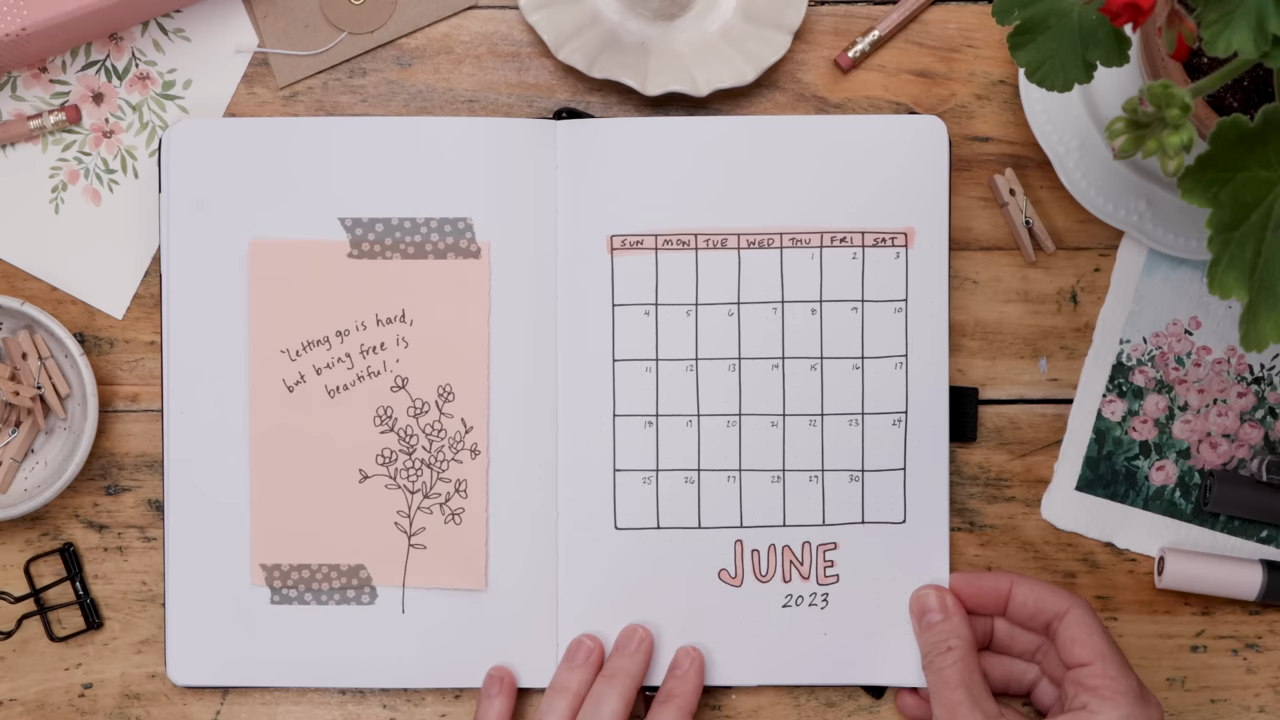 'Letting go is hard,
but being free is
beautiful.'
SUN MON TUE WED THU FRI SAT
1 2 3
4 5 6 7 8 9 10
11 12 13 14 15 16 17
18 19 20 21 22 23 24
25 26 27 28 29 30
JUNE
2023